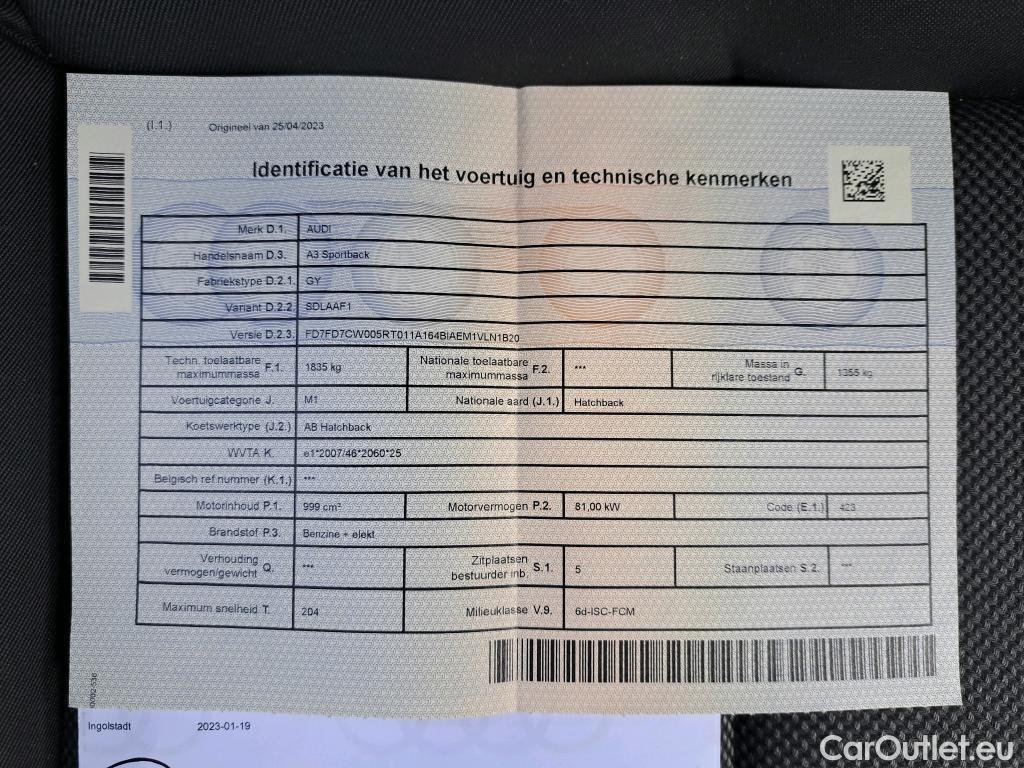 (I.1.) Origineel van 25/04/2023
Identificatie van het voertuig en technische kenmerken
Merk D.1. AUDI
Handelsnaam D.3. A3 Sportback
Fabriekstype D.2.1. GY
Variant D.2.2. SDLAAF1
Versie D.2.3. FD7FD7CW005RT011A164BIAEM1VLN1B20
Techn. toelaatbare maximummassa F.1. 1835 kg Nationale toelaatbare maximummassa F.2. *** Massa in rijklare toestand G. 1355 kg
Voertuigcategorie J. M1 Nationale aard (J.1.) Hatchback
Koetswerktype (J.2.) AB Hatchback
WVTA K. e1*2007/46*2060*25
Belgisch ref nummer (K.1.) ***
Motorinhoud P.1. 999 cm³ Motorvermogen P.2. 81,00 kW Code (E.1.) 423
Brandstof P.3. Benzine + elekt
Verhouding vermogen/gewicht Q. *** Zitplaatsen bestuurder inb. S.1. 5 Staanplaatsen S.2. ***
Maximum snelheid T. 204 Milieuklasse V.9. 6d-ISC-FCM
Ingolstadt 2023-01-19
CarOutlet.eu